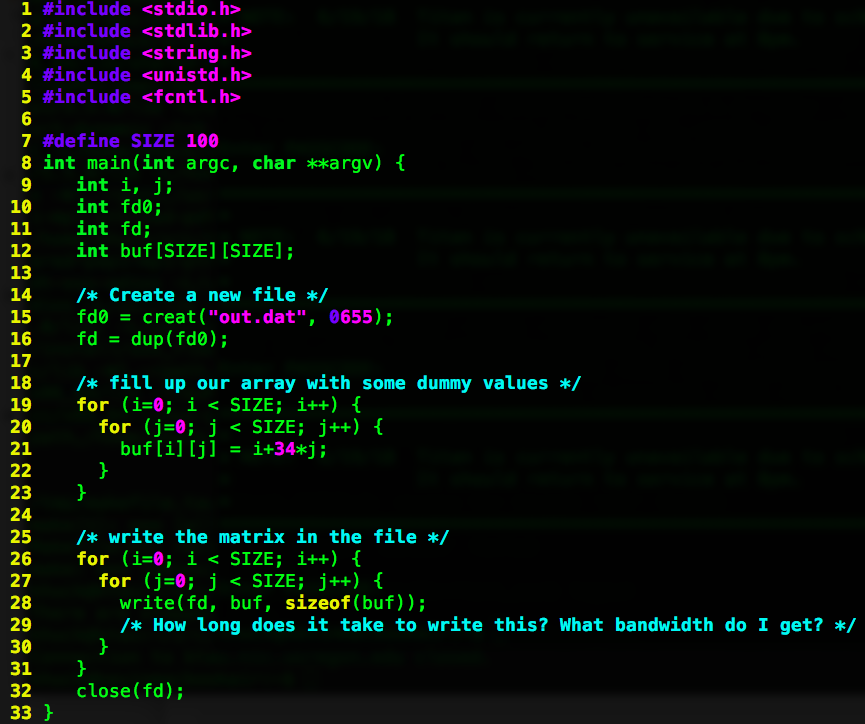 1 #include <stdio.h>
2 #include <stdlib.h>
3 #include <string.h>
4 #include <unistd.h>
5 #include <fcntl.h>
6
7 #define SIZE 100
8 int main(int argc, char **argv) {
9    int i, j;
10    int fd0;
11    int fd;
12    int buf[SIZE][SIZE];
13
14    /* Create a new file */
15    fd0 = creat("out.dat", 0655);
16    fd = dup(fd0);
17
18    /* fill up our array with some dummy values */
19    for (i=0; i < SIZE; i++) {
20      for (j=0; j < SIZE; j++) {
21        buf[i][j] = i+34*j;
22      }
23    }
24
25    /* write the matrix in the file */
26    for (i=0; i < SIZE; i++) {
27      for (j=0; j < SIZE; j++) {
28        write(fd, buf, sizeof(buf));
29        /* How long does it take to write this? What bandwidth do I get? */
30      }
31    }
32    close(fd);
33 }